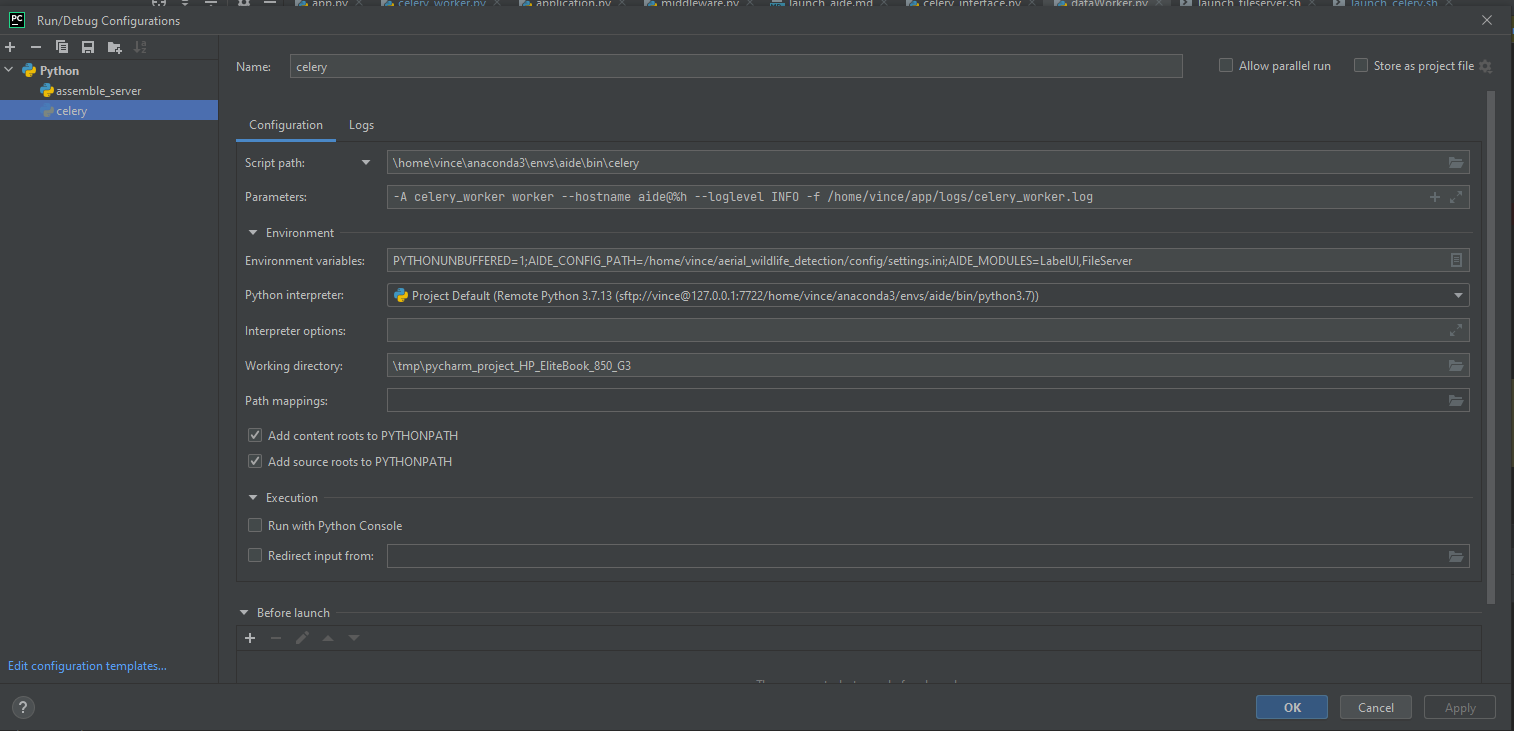 app.py celery_worker.py application.py middleware.py launch_aide.md celery_interface.py dataWorker.py launch_fileserver.sh launch_celery.sh
PC Run/Debug Configurations
Python
assemble_server
celery
Name: celery Allow parallel run Store as project file
Configuration Logs
Script path: \home\vince\anaconda3\envs\aide\bin\celery
Parameters: -A celery_worker worker --hostname aide@%h --loglevel INFO -f /home/vince/app/logs/celery_worker.log
Environment
Environment variables: PYTHONUNBUFFERED=1;AIDE_CONFIG_PATH=/home/vince/aerial_wildlife_detection/config/settings.ini;AIDE_MODULES=LabelUI,FileServer
Python interpreter: Project Default (Remote Python 3.7.13 (sftp://vince@127.0.0.1:7722/home/vince/anaconda3/envs/aide/bin/python3.7))
Interpreter options:
Working directory: \tmp\pycharm_project_HP_EliteBook_850_G3
Path mappings:
Add content roots to PYTHONPATH
Add source roots to PYTHONPATH
Execution
Run with Python Console
Redirect input from:
Before launch
Edit configuration templates...
? OK Cancel Apply